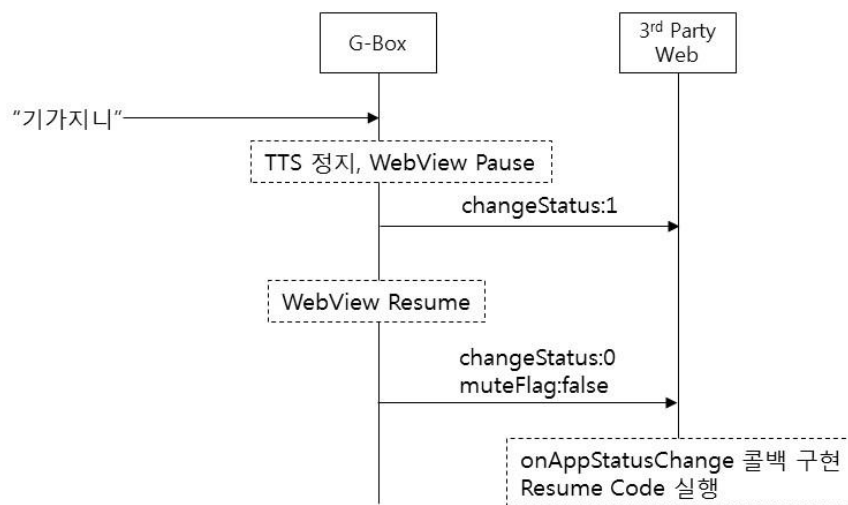 G-Box
3rd Party
Web
"기가지니"
TTS 정지, WebView Pause
changeStatus:1
WebView Resume
changeStatus:0
muteFlag:false
onAppStatusChange 콜백 구현
Resume Code 실행